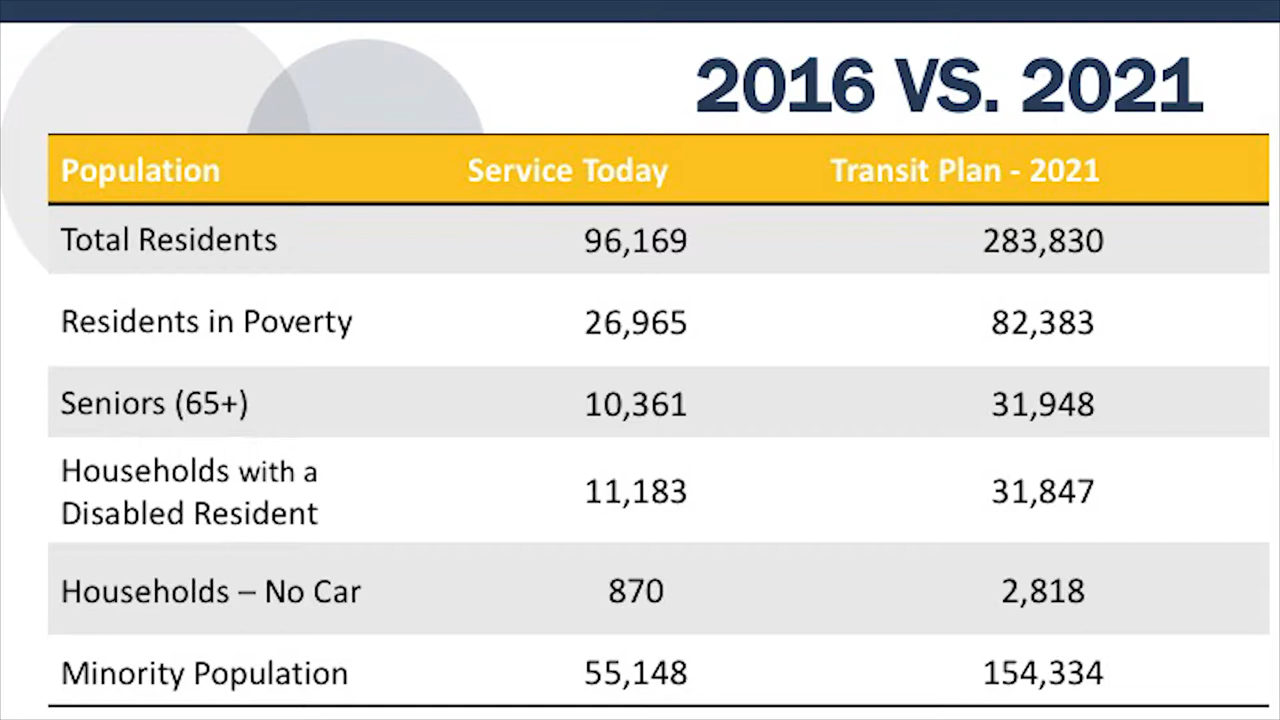 2016 VS. 2021
Population Service Today Transit Plan - 2021
Total Residents 96,169 283,830
Residents in Poverty 26,965 82,383
Seniors (65+) 10,361 31,948
Households with a
Disabled Resident 11,183 31,847
Households – No Car 870 2,818
Minority Population 55,148 154,334